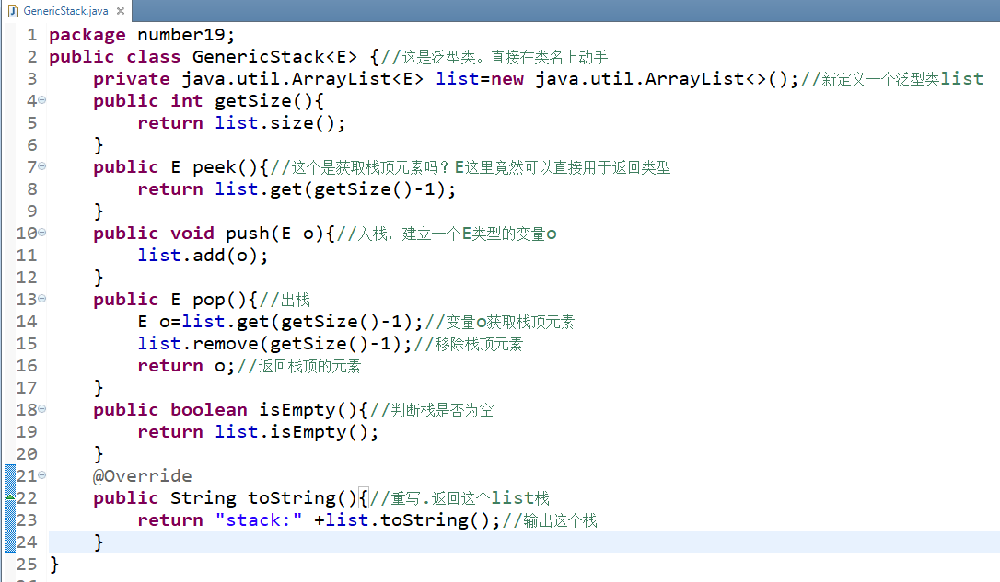 GenericStack.java
1 package number19;
2 public class GenericStack<E> {//这是泛型类。直接在类名上动手
3     private java.util.ArrayList<E> list=new java.util.ArrayList<>();//新定义一个泛型类list
4     public int getSize(){
5         return list.size();
6     }
7     public E peek(){//这个是获取栈顶元素吗？E这里竟然可以直接用于返回类型
8         return list.get(getSize()-1);
9     }
10     public void push(E o){//入栈，建立一个E类型的变量o
11         list.add(o);
12     }
13     public E pop(){//出栈
14         E o=list.get(getSize()-1);//变量o获取栈顶元素
15         list.remove(getSize()-1);//移除栈顶元素
16         return o;//返回栈顶的元素
17     }
18     public boolean isEmpty(){//判断栈是否为空
19         return list.isEmpty();
20     }
21     @Override
22     public String toString(){//重写.返回这个list栈
23         return "stack:" +list.toString();//输出这个栈
24     }
25 }